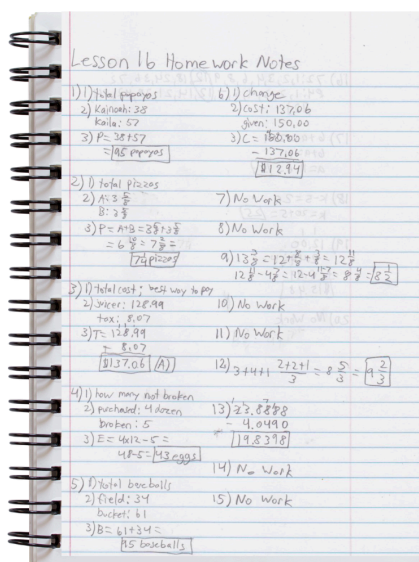 Lesson 16 Homework Notes
1) 1) total papayas
2) Kainoah: 38
Kaila: 57
3) P = 38+57
= 95 papayas
2) 1) total pizzas
2) A: 3 5/8
B: 3 5/8
3) P = A+B = 3 5/8 + 3 5/8
= 6 10/8 = 7 2/8 =
7 1/4 pizzas
3) 1) total cost; best way to pay
2) juicer: 128.99
tax: 8.07
3) T = 128.99
+ 8.07
$137.06 (A)
4) 1) how many not broken
2) purchased: 4 dozen
broken: 5
3) E = 4x12-5 =
48-5 = 43 eggs
5) 1) total baseballs
2) field: 34
bucket: 61
3) B = 61+34 =
95 baseballs
6) 1) change
2) cost: 137.06
given: 150.00
3) C = 150.00
- 137.06
$12.94
7) No Work
8) No Work
9) 13 3/8 = 12 + 8/8 + 3/8 = 12 11/8
12 11/8 - 4 7/8 = 12-4 11-7/8 = 8 4/8 = 8 1/2
10) No Work
11) No Work
12) 3+4+1 2+2+1/3 = 8 5/3 = 9 2/3
13) 23.8888
- 4.0490
19.8398
14) No Work
15) No Work